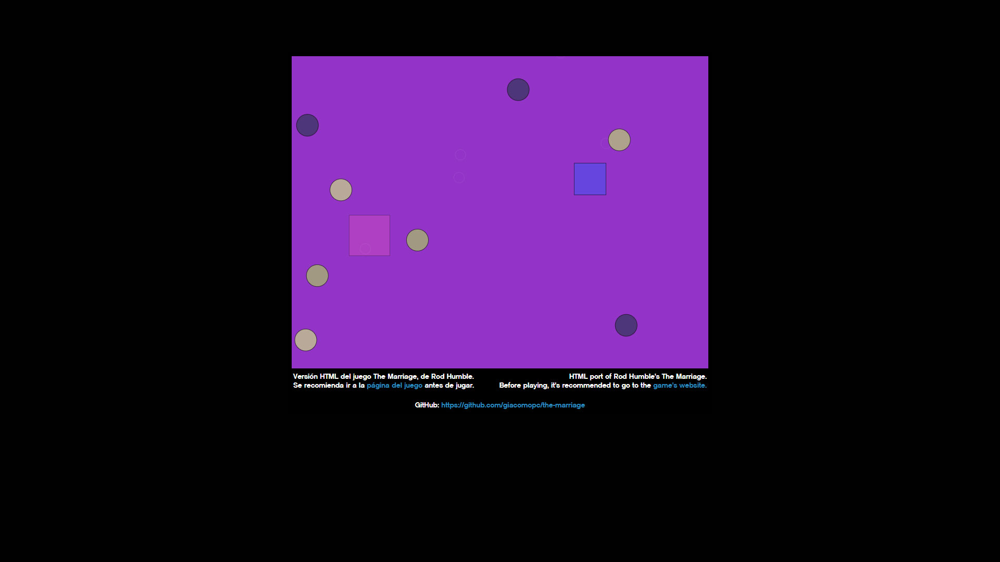 Versión HTML del juego The Marriage, de Rod Humble.
Se recomienda ir a la página del juego antes de jugar.
HTML port of Rod Humble's The Marriage.
Before playing, it's recommended to go to the game's website.
GitHub: https://github.com/giacomopc/the-marriage